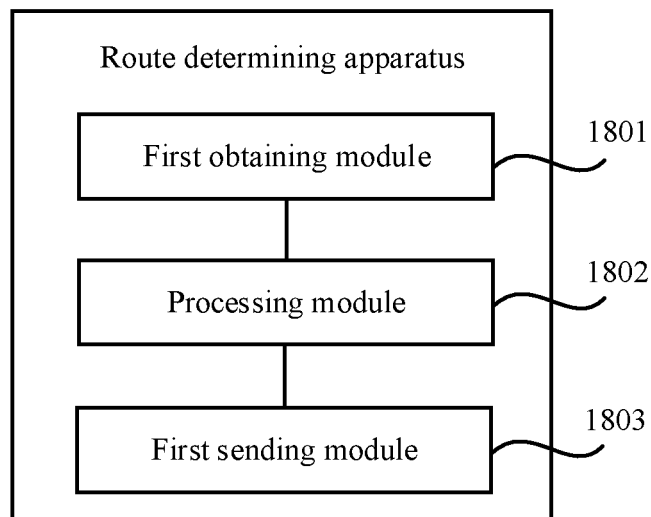 Route determining apparatus
First obtaining module
1801
Processing module
1802
First sending module
1803